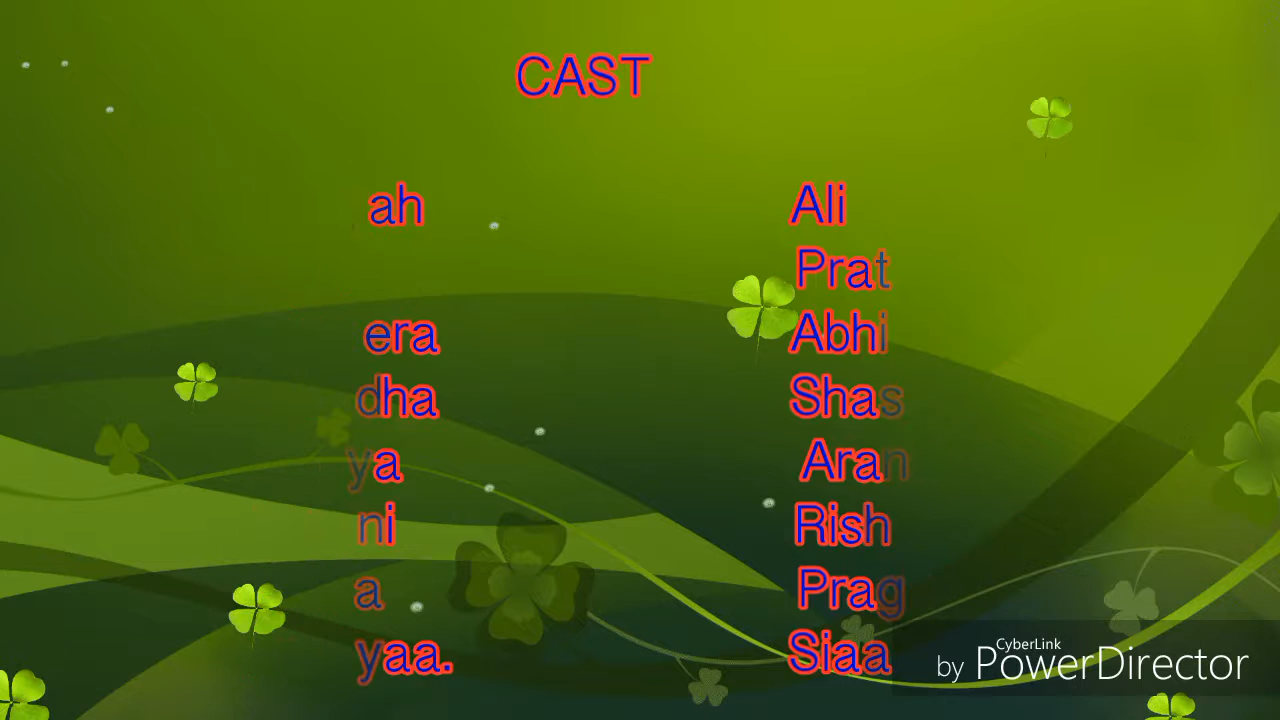 CAST
ah Ali
Prat
era Abhi
dha Shas
ya Aran
ni Rish
a Prag
yaa. Siaa
CyberLink
by PowerDirector